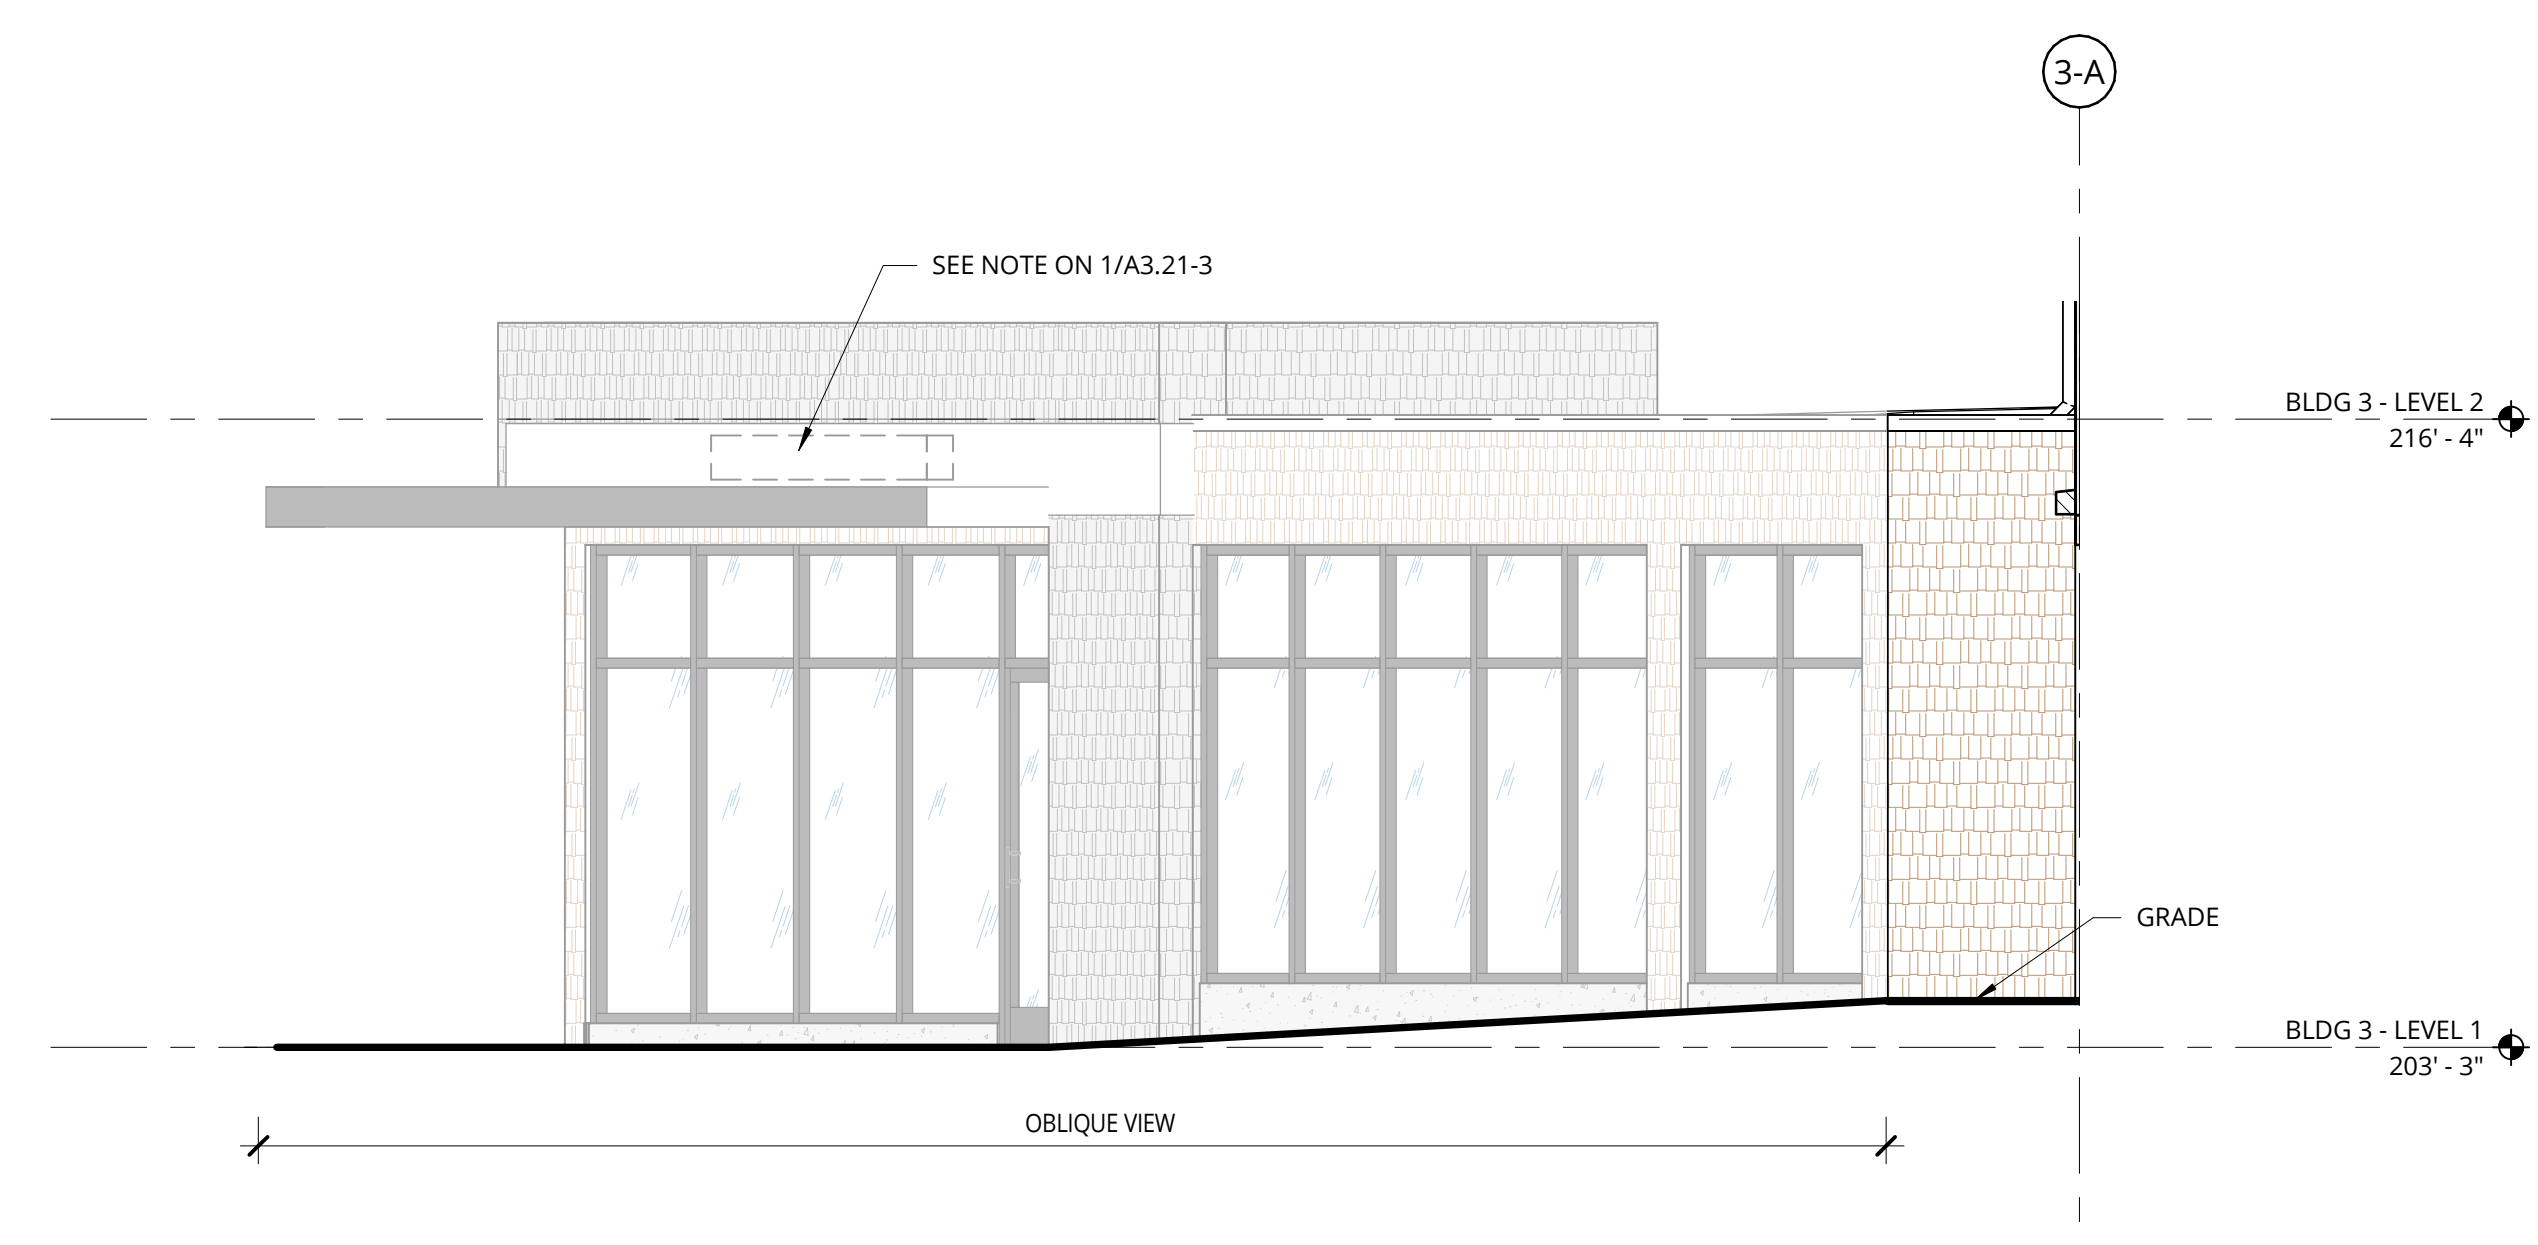 3-A
SEE NOTE ON 1/A3.21-3
BLDG 3 - LEVEL 2
216' - 4"
GRADE
BLDG 3 - LEVEL 1
203' - 3"
OBLIQUE VIEW